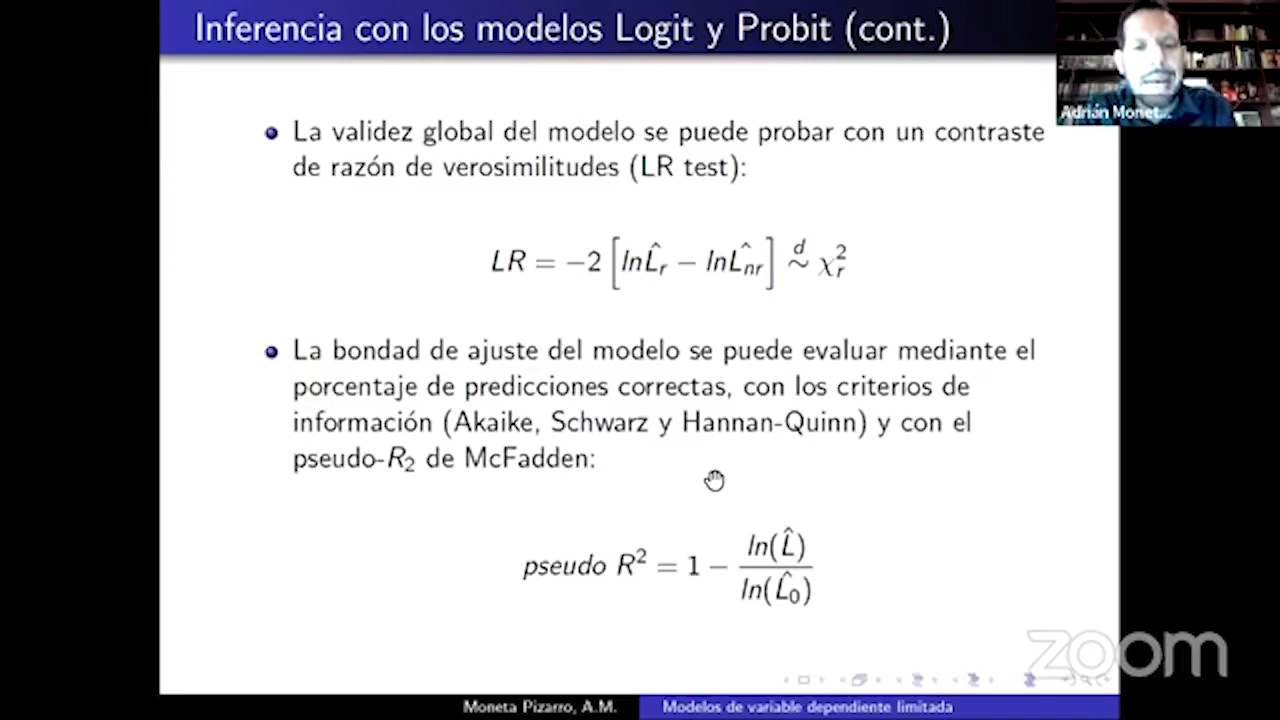 Inferencia con los modelos Logit y Probit (cont.)
Adrián Monet...
La validez global del modelo se puede probar con un contraste
de razón de verosimilitudes (LR test):
LR = −2 [lnL̂r − lnL̂nr] ᵈ∼ χ²r
La bondad de ajuste del modelo se puede evaluar mediante el
porcentaje de predicciones correctas, con los criterios de
información (Akaike, Schwarz y Hannan-Quinn) y con el
pseudo-R₂ de McFadden:
pseudo R² = 1 − ln(L̂) / ln(L̂₀)
zoom
Moneta Pizarro, A.M. Modelos de variable dependiente limitada